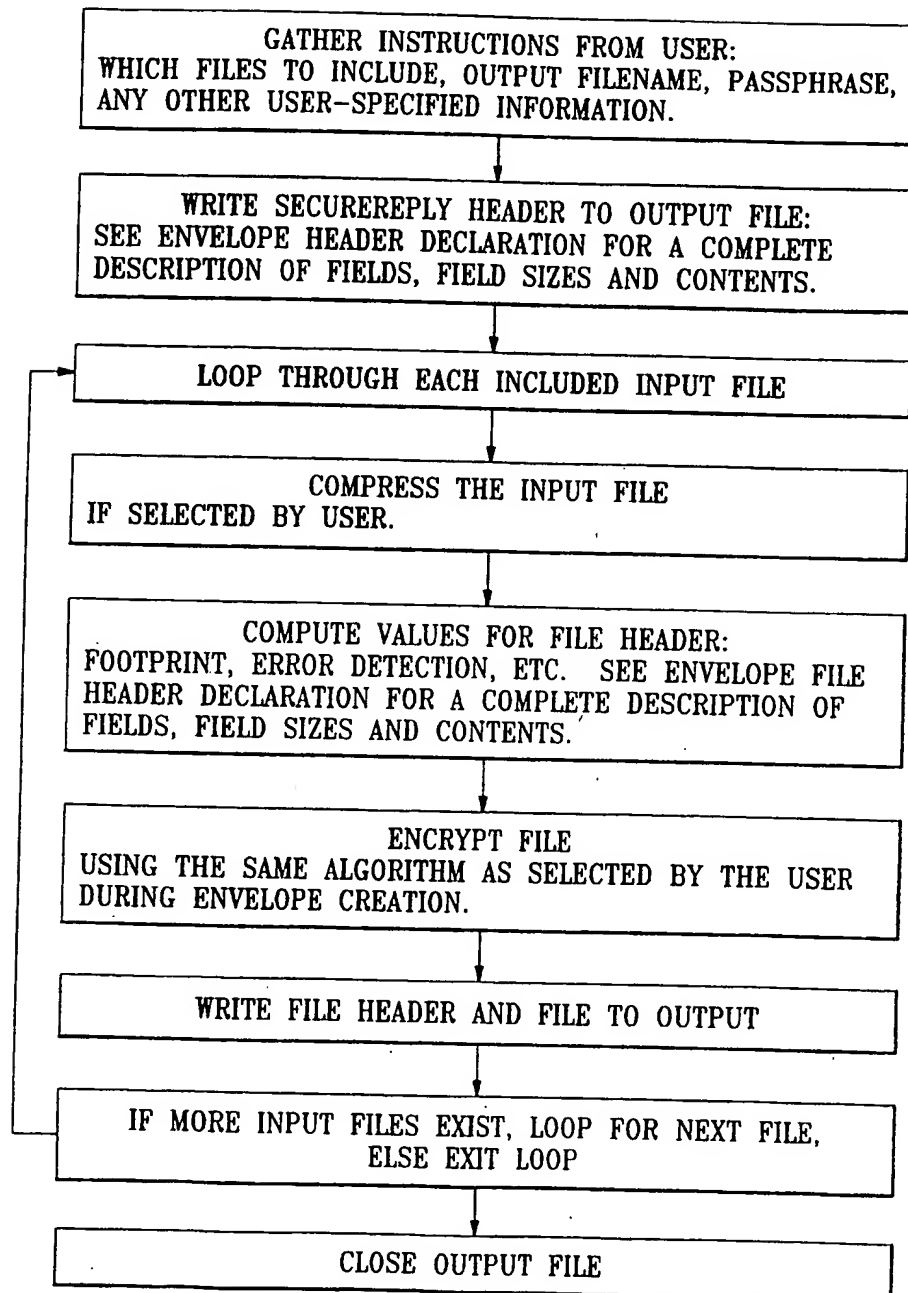 GATHER INSTRUCTIONS FROM USER:
WHICH FILES TO INCLUDE, OUTPUT FILENAME, PASSPHRASE,
ANY OTHER USER-SPECIFIED INFORMATION.
WRITE SECUREREPLY HEADER TO OUTPUT FILE:
SEE ENVELOPE HEADER DECLARATION FOR A COMPLETE
DESCRIPTION OF FIELDS, FIELD SIZES AND CONTENTS.
LOOP THROUGH EACH INCLUDED INPUT FILE
COMPRESS THE INPUT FILE
IF SELECTED BY USER.
COMPUTE VALUES FOR FILE HEADER:
FOOTPRINT, ERROR DETECTION, ETC. SEE ENVELOPE FILE
HEADER DECLARATION FOR A COMPLETE DESCRIPTION OF
FIELDS, FIELD SIZES AND CONTENTS.
ENCRYPT FILE
USING THE SAME ALGORITHM AS SELECTED BY THE USER
DURING ENVELOPE CREATION.
WRITE FILE HEADER AND FILE TO OUTPUT
IF MORE INPUT FILES EXIST, LOOP FOR NEXT FILE,
ELSE EXIT LOOP
CLOSE OUTPUT FILE